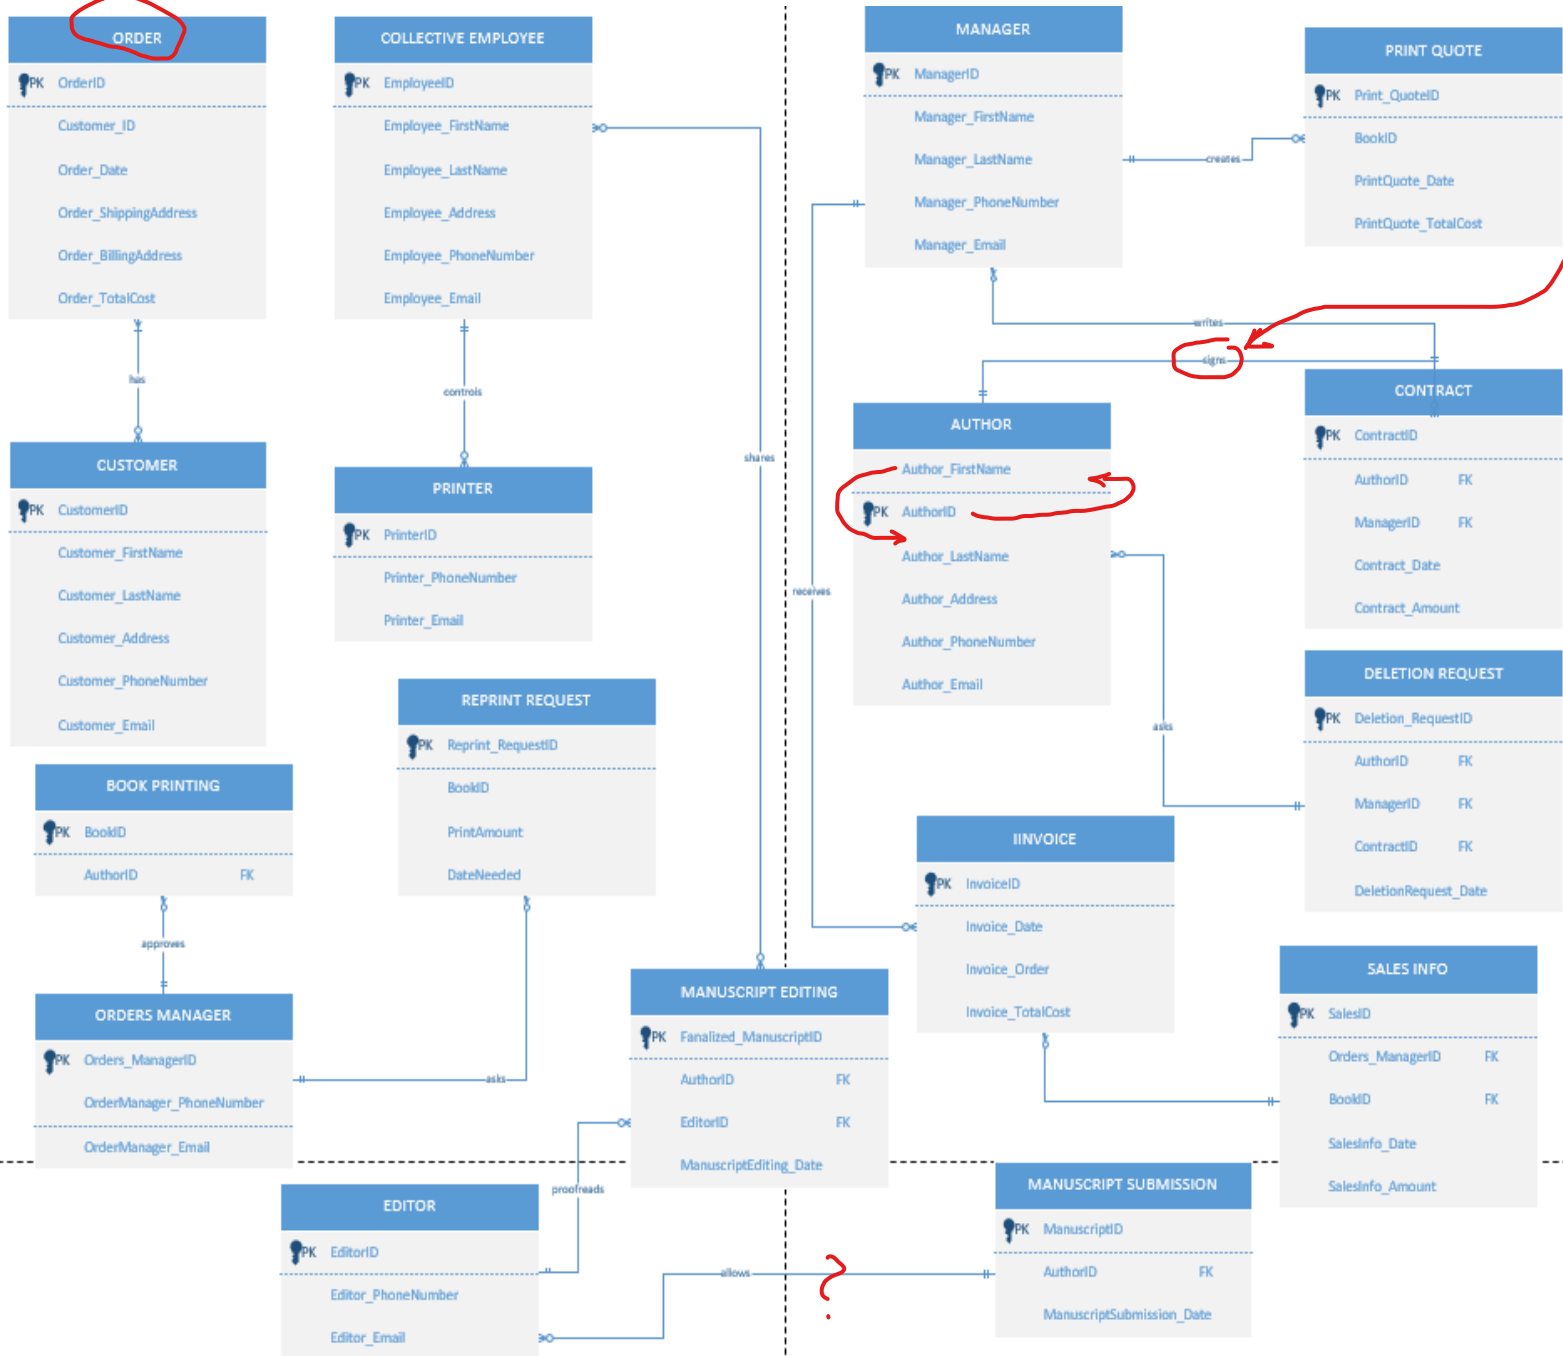 ORDER
PK OrderID
Customer_ID
Order_Date
Order_ShippingAddress
Order_BillingAddress
Order_TotalCost
has
CUSTOMER
PK CustomerID
Customer_FirstName
Customer_LastName
Customer_Address
Customer_PhoneNumber
Customer_Email
COLLECTIVE EMPLOYEE
PK EmployeeID
Employee_FirstName
Employee_LastName
Employee_Address
Employee_PhoneNumber
Employee_Email
controls
PRINTER
PK PrinterID
Printer_PhoneNumber
Printer_Email
shares
REPRINT REQUEST
PK Reprint_RequestID
BookID
PrintAmount
DateNeeded
BOOK PRINTING
PK BookID
AuthorID FK
approves
ORDERS MANAGER
PK Orders_ManagerID
OrderManager_PhoneNumber
OrderManager_Email
asks
MANUSCRIPT EDITING
PK Fanalized_ManuscriptID
AuthorID FK
EditorID FK
ManuscriptEditing_Date
proofreads
EDITOR
PK EditorID
Editor_PhoneNumber
Editor_Email
allows
?
MANAGER
PK ManagerID
Manager_FirstName
Manager_LastName
Manager_PhoneNumber
Manager_Email
creates
PRINT QUOTE
PK Print_QuoteID
BookID
PrintQuote_Date
PrintQuote_TotalCost
writes
signs
CONTRACT
PK ContractID
AuthorID FK
ManagerID FK
Contract_Date
Contract_Amount
AUTHOR
Author_FirstName
PK AuthorID
Author_LastName
Author_Address
Author_PhoneNumber
Author_Email
receives
asks
DELETION REQUEST
PK Deletion_RequestID
AuthorID FK
ManagerID FK
ContractID FK
DeletionRequest_Date
IINVOICE
PK InvoiceID
Invoice_Date
Invoice_Order
Invoice_TotalCost
SALES INFO
PK SalesID
Orders_ManagerID FK
BookID FK
SalesInfo_Date
SalesInfo_Amount
MANUSCRIPT SUBMISSION
PK ManuscriptID
AuthorID FK
ManuscriptSubmission_Date